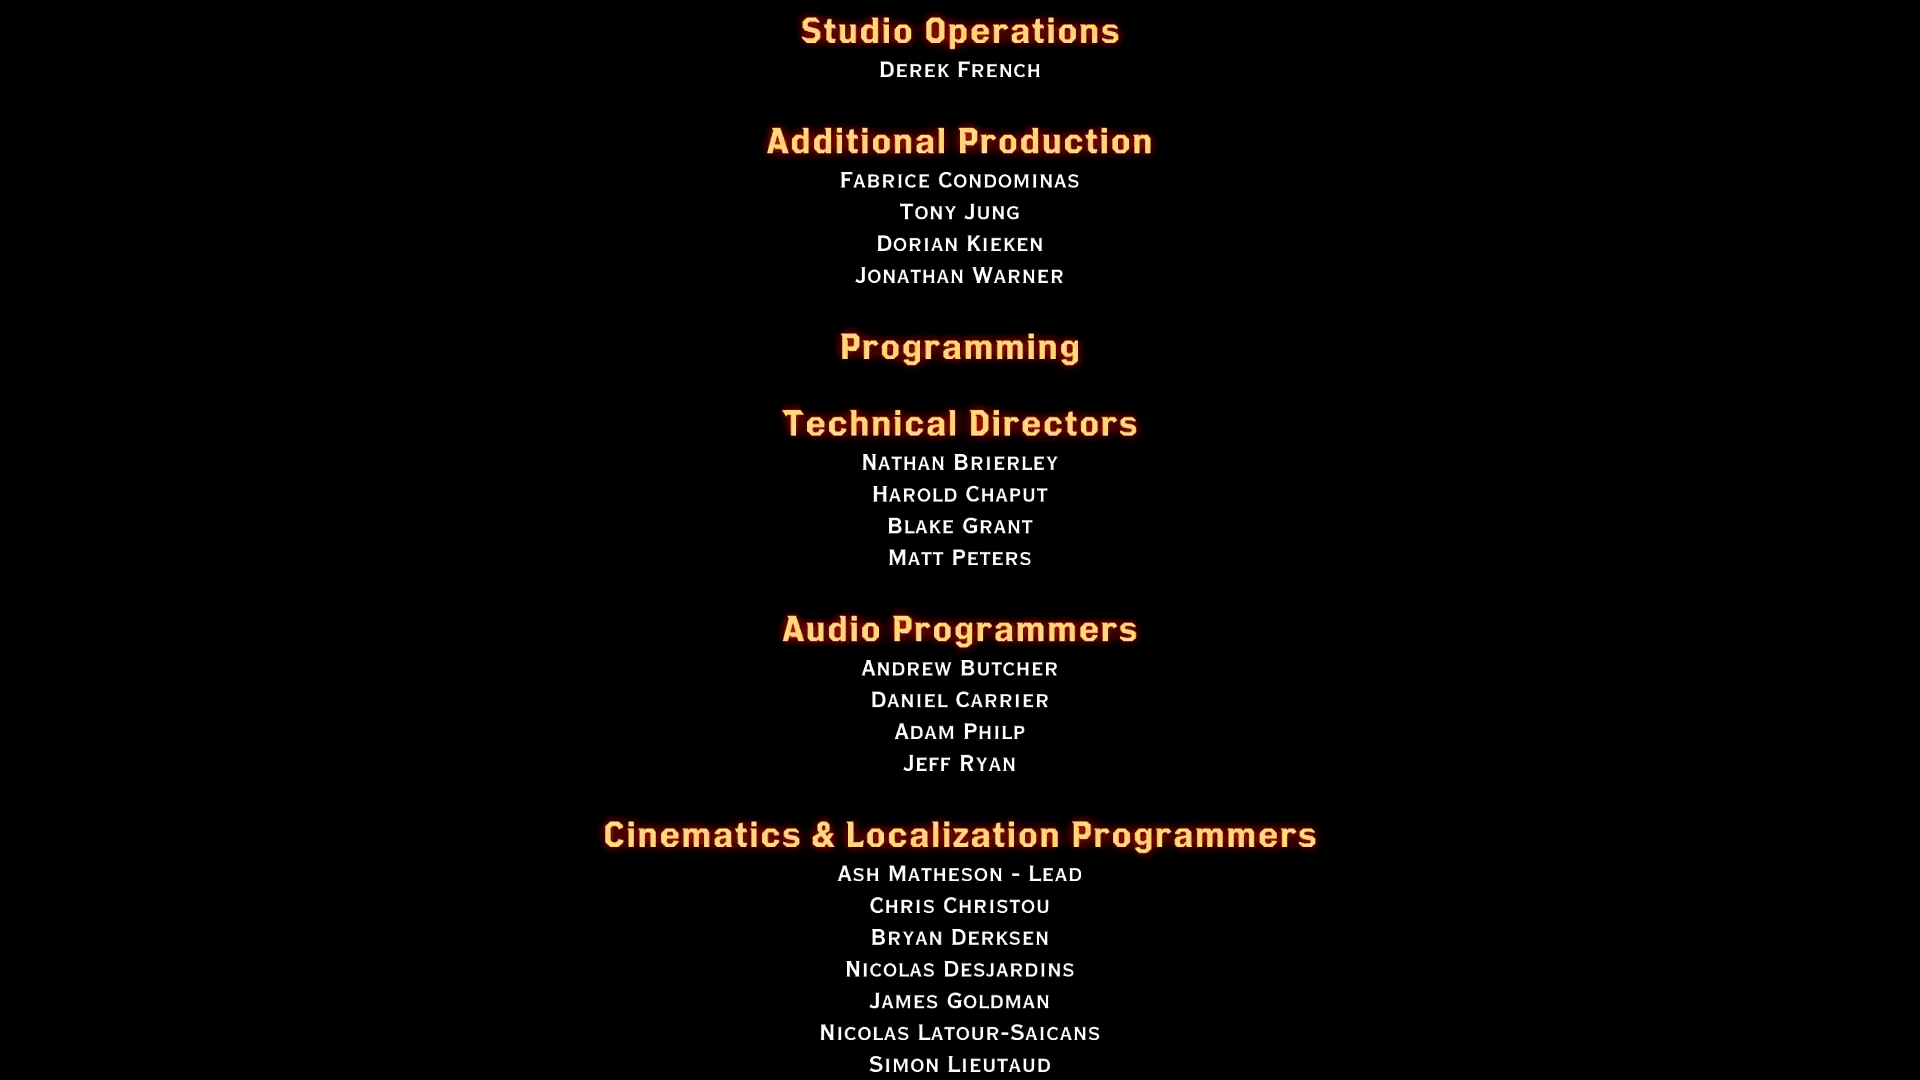 Studio Operations
Derek French
Additional Production
Fabrice Condominas
Tony Jung
Dorian Kieken
Jonathan Warner
Programming
Technical Directors
Nathan Brierley
Harold Chaput
Blake Grant
Matt Peters
Audio Programmers
Andrew Butcher
Daniel Carrier
Adam Philp
Jeff Ryan
Cinematics & Localization Programmers
Ash Matheson - Lead
Chris Christou
Bryan Derksen
Nicolas Desjardins
James Goldman
Nicolas Latour-Saicans
Simon Lieutaud